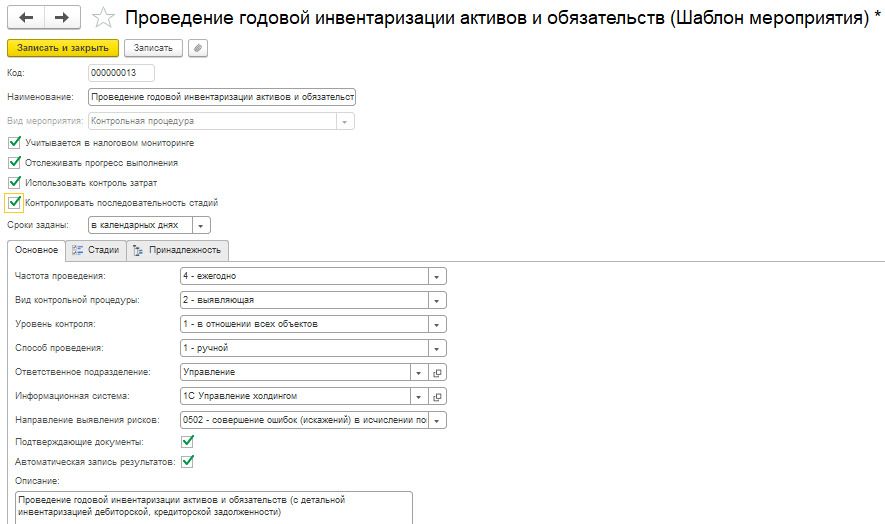 Проведение годовой инвентаризации активов и обязательств (Шаблон мероприятия) *
Записать и закрыть Записать
Код: 000000013
Наименование: Проведение годовой инвентаризации активов и обязательст
Вид мероприятия: Контрольная процедура
Учитывается в налоговом мониторинге
Отслеживать прогресс выполнения
Использовать контроль затрат
Контролировать последовательность стадий
Сроки заданы: в календарных днях
Основное Стадии Принадлежность
Частота проведения: 4 - ежегодно
Вид контрольной процедуры: 2 - выявляющая
Уровень контроля: 1 - в отношении всех объектов
Способ проведения: 1 - ручной
Ответственное подразделение: Управление
Информационная система: 1С Управление холдингом
Направление выявления рисков: 0502 - совершение ошибок (искажений) в исчислении по
Подтверждающие документы:
Автоматическая запись результатов:
Описание:
Проведение годовой инвентаризации активов и обязательств (с детальной
инвентаризацией дебиторской, кредиторской задолженности)